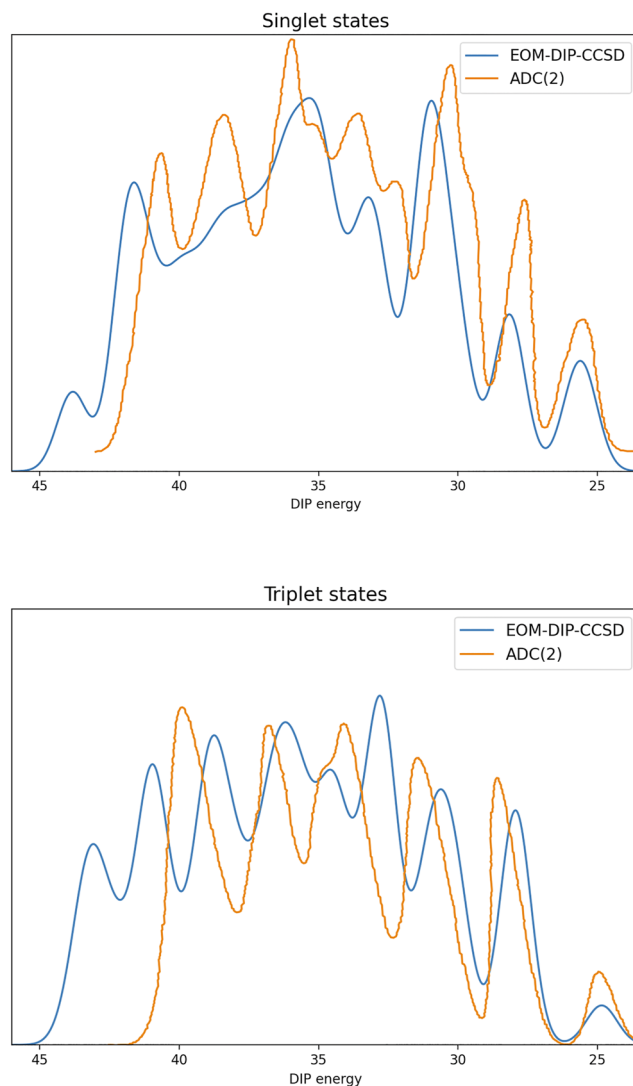 Singlet states
EOM-DIP-CCSD
ADC(2)
45 40 35 30 25
DIP energy
Triplet states
EOM-DIP-CCSD
ADC(2)
45 40 35 30 25
DIP energy